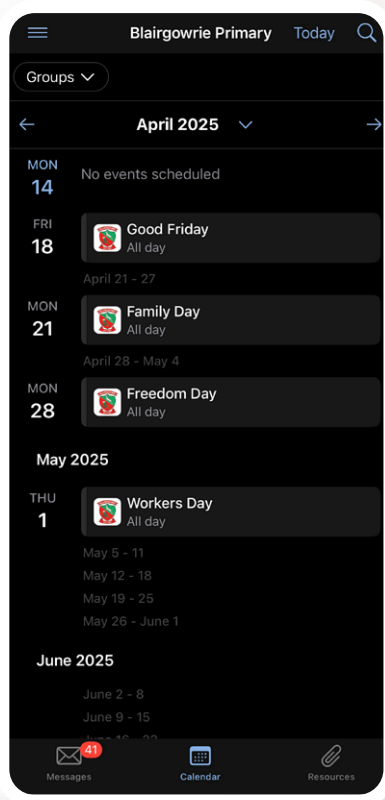 Blairgowrie Primary Today
Groups
April 2025
MON
14
No events scheduled
FRI
18
Good Friday
All day
April 21 - 27
MON
21
Family Day
All day
April 28 - May 4
MON
28
Freedom Day
All day
May 2025
THU
1
Workers Day
All day
May 5 - 11
May 12 - 18
May 19 - 25
May 26 - June 1
June 2025
June 2 - 8
June 9 - 15
June 16 - 22
41
Messages
Calendar
Resources